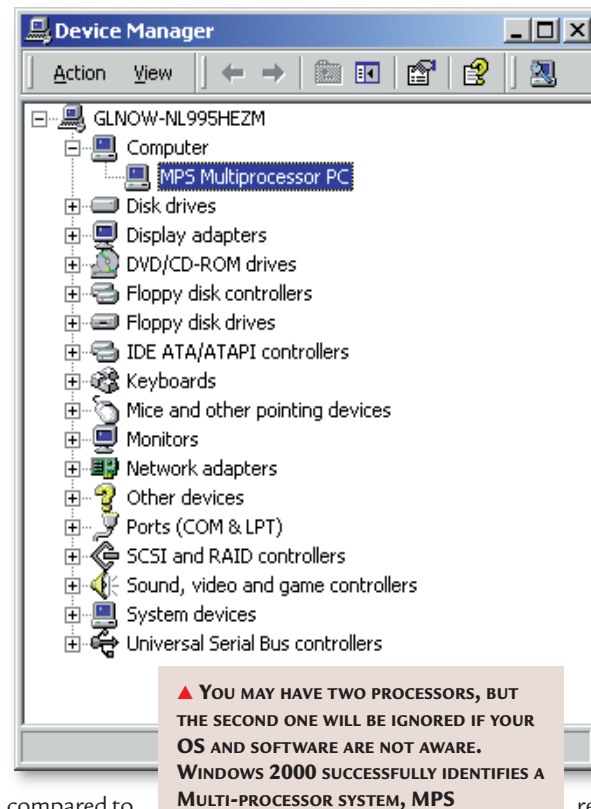 Device Manager
Action View
GLNOW-NL995HEZM
Computer
MPS Multiprocessor PC
Disk drives
Display adapters
DVD/CD-ROM drives
Floppy disk controllers
Floppy disk drives
IDE ATA/ATAPI controllers
Keyboards
Mice and other pointing devices
Monitors
Network adapters
Other devices
Ports (COM & LPT)
SCSI and RAID controllers
Sound, video and game controllers
System devices
Universal Serial Bus controllers
▲ YOU MAY HAVE TWO PROCESSORS, BUT
THE SECOND ONE WILL BE IGNORED IF YOUR
OS AND SOFTWARE ARE NOT AWARE.
WINDOWS 2000 SUCCESSFULLY IDENTIFIES A
MULTI-PROCESSOR SYSTEM, MPS
compared to
re